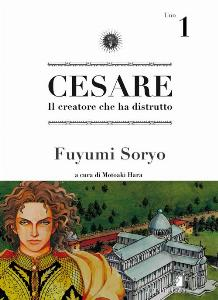 Uno 1
CESARE
Il creatore che ha distrutto
Fuyumi Soryo
a cura di Motoaki Hara